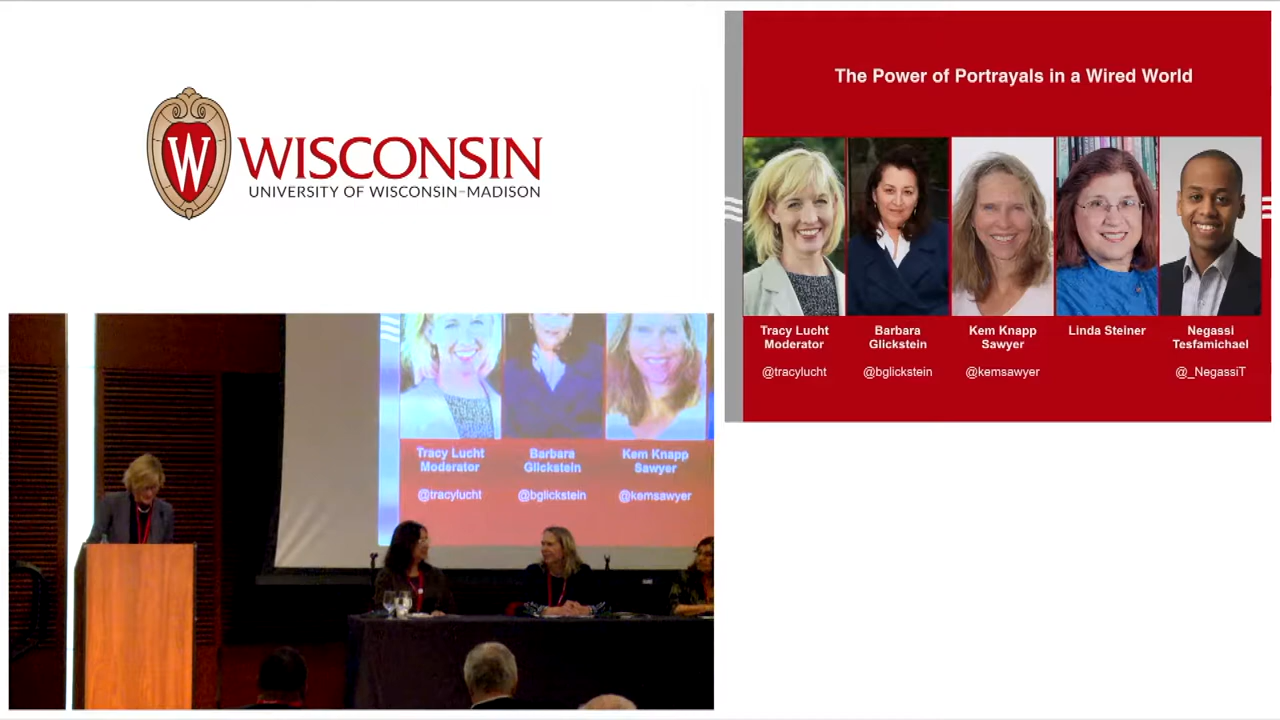 W
WISCONSIN
UNIVERSITY OF WISCONSIN–MADISON
The Power of Portrayals in a Wired World
Tracy Lucht
Moderator
@tracylucht
Barbara
Glickstein
@bglickstein
Kem Knapp
Sawyer
@kemsawyer
Linda Steiner
Negassi
Tesfamichael
@_NegassiT
Tracy Lucht
Moderator
@tracylucht
Barbara
Glickstein
@bglickstein
Kem Knapp
Sawyer
@kemsawyer